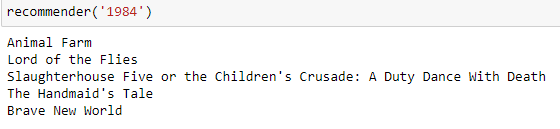 recommender('1984')
Animal Farm
Lord of the Flies
Slaughterhouse Five or the Children's Crusade: A Duty Dance With Death
The Handmaid's Tale
Brave New World